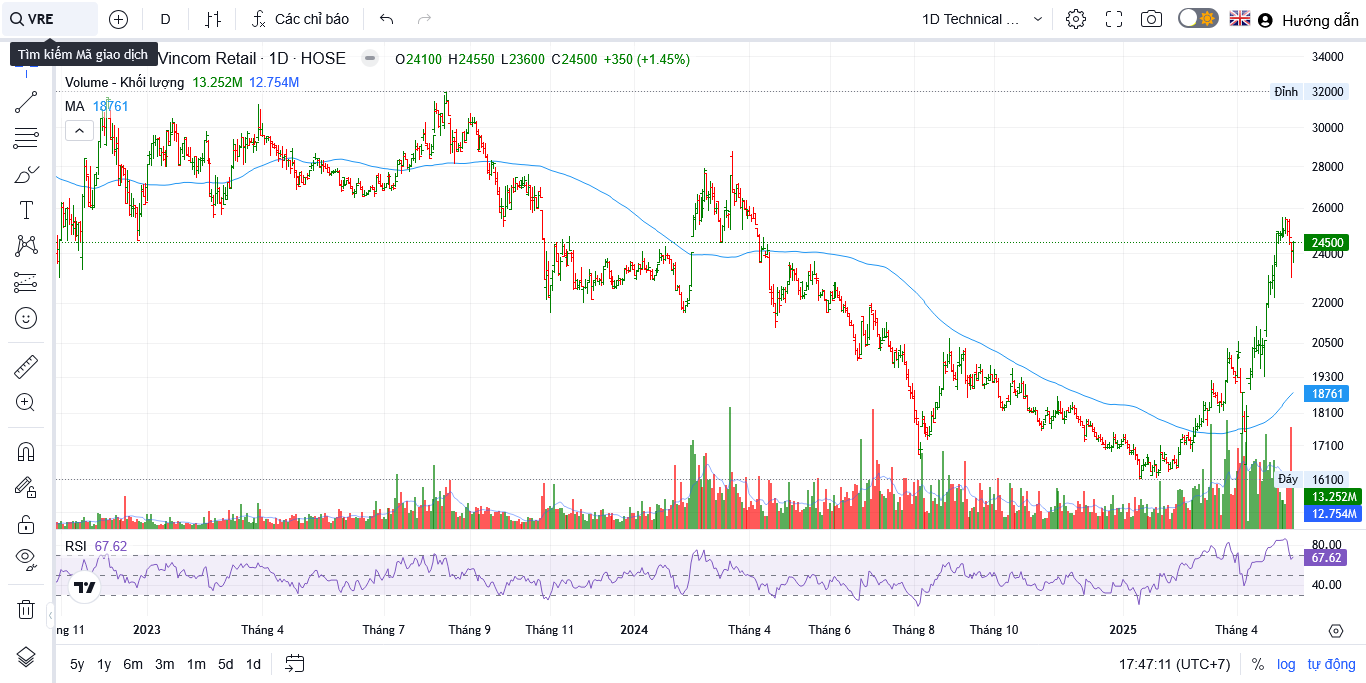 VRE D Các chỉ báo 1D Technical ... Hướng dẫn
Tìm kiếm Mã giao dịch
Vincom Retail · 1D · HOSE O24100 H24550 L23600 C24500 +350 (+1.45%)
Volume - Khối lượng 13.252M 12.754M
MA 18761
34000
Đỉnh 32000
30000
28000
26000
24500
24000
22000
20500
19300
18761
18100
17100
Đáy 16100
13.252M
12.754M
RSI 67.62
80.00
67.62
40.00
ng 11 2023 Tháng 4 Tháng 7 Tháng 9 Tháng 11 2024 Tháng 4 Tháng 6 Tháng 8 Tháng 10 2025 Tháng 4
5y 1y 6m 3m 1m 5d 1d 17:47:11 (UTC+7) % log tự động